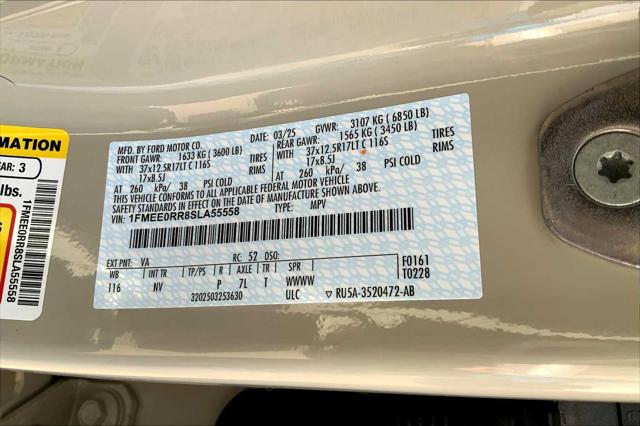 RMATION
EAR: 3
lbs.
1FMEE0RR8SLA55558
MFD. BY FORD MOTOR CO.
DATE: 03/25 GVWR: 3107 KG ( 6850 LB)
FRONT GAWR: 1633 KG ( 3600 LB) REAR GAWR: 1565 KG ( 3450 LB)
37x12.5R17LT C 116S TIRES 37x12.5R17LT C 116S TIRES
17x8.5J RIMS 17x8.5J RIMS
AT 260 kPa/ 38 PSI COLD AT 260 kPa/ 38 PSI COLD
THIS VEHICLE CONFORMS TO ALL APPLICABLE FEDERAL MOTOR VEHICLE
SAFETY STANDARDS IN EFFECT ON THE DATE OF MANUFACTURE SHOWN ABOVE.
VIN: 1FMEE0RR8SLA55558 TYPE: MPV
EXT PNT: VA RC: 52 DSO: F0161
WB INT TR TP/PS R AXLE TR SPR T0228
116 NV P 7L T WWWW
3202503253630 ULC ▽ RU5A-3520472-AB